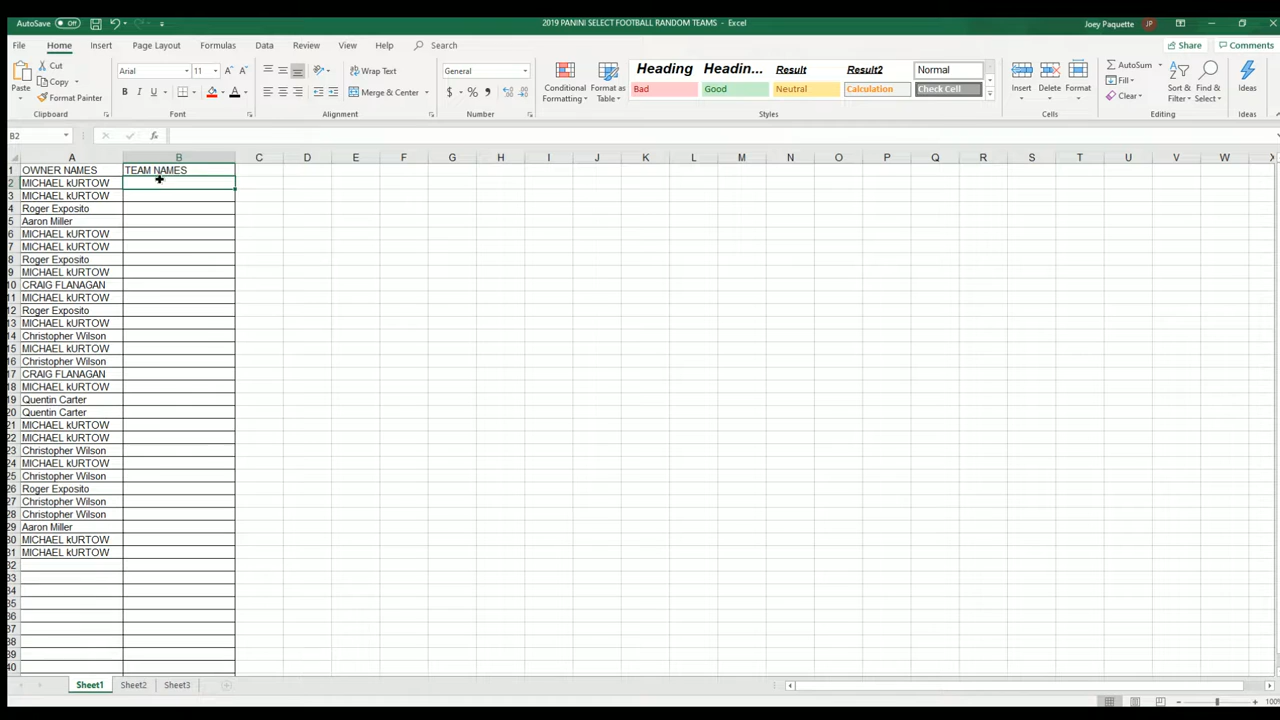 AutoSave Off 2019 PANINI SELECT FOOTBALL RANDOM TEAMS - Excel Joey Paquette JP
File Home Insert Page Layout Formulas Data Review View Help Search Share Comments
Paste Cut Copy Format Painter Clipboard
Arial 11 A A B I U A Font
Wrap Text Merge & Center Alignment
General $ % Number
Conditional Formatting Format as Table
Heading Headin... Result Result2 Normal
Bad Good Neutral Calculation Check Cell
Styles
Insert Delete Format Cells
AutoSum Fill Clear Sort & Filter Find & Select Editing
Ideas Ideas
B2 fx
A B C D E F G H I J K L M N O P Q R S T U V W X
1 OWNER NAMES TEAM NAMES
2 MICHAEL kURTOW
3 MICHAEL kURTOW
4 Roger Exposito
5 Aaron Miller
6 MICHAEL kURTOW
7 MICHAEL kURTOW
8 Roger Exposito
9 MICHAEL kURTOW
10 CRAIG FLANAGAN
11 MICHAEL kURTOW
12 Roger Exposito
13 MICHAEL kURTOW
14 Christopher Wilson
15 MICHAEL kURTOW
16 Christopher Wilson
17 CRAIG FLANAGAN
18 MICHAEL kURTOW
19 Quentin Carter
20 Quentin Carter
21 MICHAEL kURTOW
22 MICHAEL kURTOW
23 Christopher Wilson
24 MICHAEL kURTOW
25 Christopher Wilson
26 Roger Exposito
27 Christopher Wilson
28 Christopher Wilson
29 Aaron Miller
30 MICHAEL kURTOW
31 MICHAEL kURTOW
32
33
34
35
36
37
38
39
40
Sheet1 Sheet2 Sheet3
100%